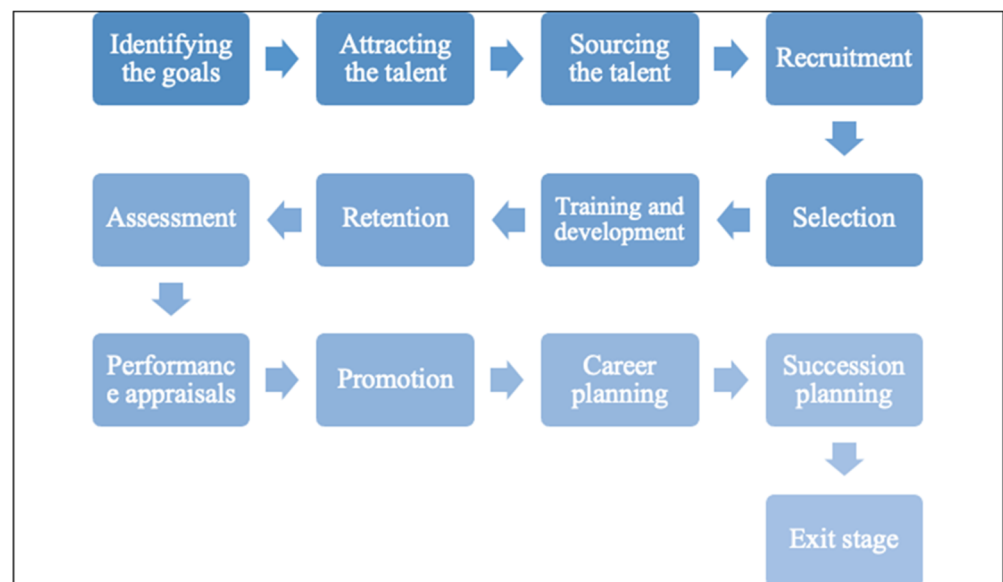 Identifying
the goals
Attracting
the talent
Sourcing
the talent
Recruitment
Selection
Training and
development
Retention
Assessment
Performanc
e appraisals
Promotion
Career
planning
Succession
planning
Exit stage